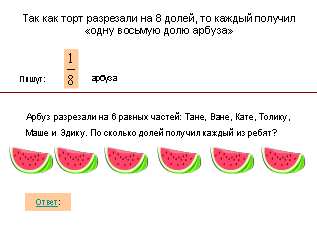 Так как торт разрезали на 8 долей, то каждый получил
«одну восьмую долю арбуза»
Пишут: 1/8 арбуза
Арбуз разрезали на 6 равных частей: Тане, Ване, Кате, Толику,
Маше и Эдику. По сколько долей получил каждый из ребят?
Ответ: